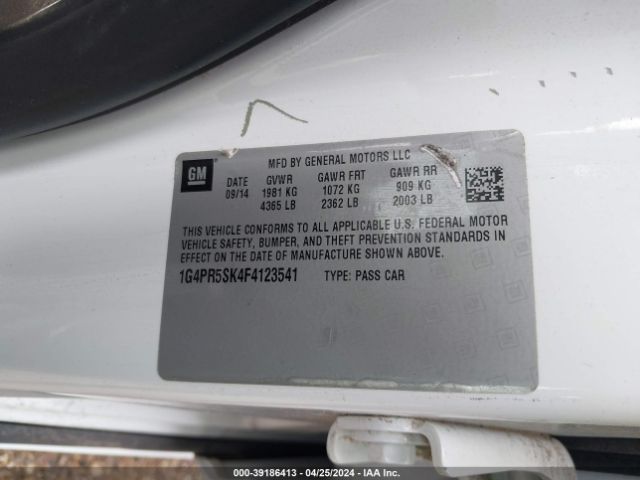 MFD BY GENERAL MOTORS LLC
GM
DATE GVWR GAWR FRT GAWR RR
09/14 1981 KG 1072 KG 909 KG
4365 LB 2362 LB 2003 LB
THIS VEHICLE CONFORMS TO ALL APPLICABLE U.S. FEDERAL MOTOR
VEHICLE SAFETY, BUMPER, AND THEFT PREVENTION STANDARDS IN
EFFECT ON THE DATE OF MANUFACTURE SHOWN ABOVE.
1G4PR5SK4F4123541 TYPE: PASS CAR
000-39186413 - 04/25/2024 - IAA Inc.